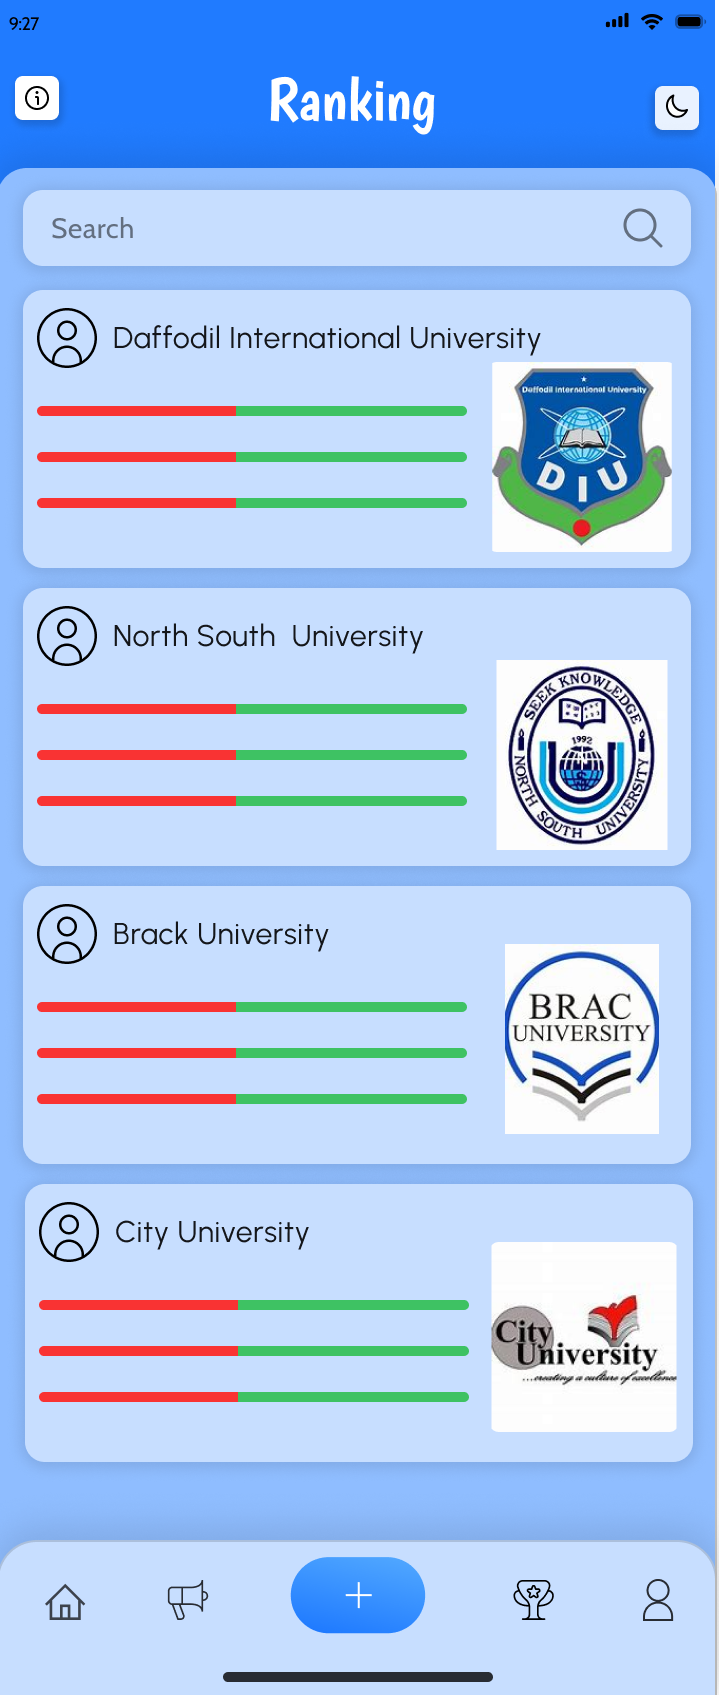 9:27
Ranking
Search
Daffodil International University
Daffodil International University
DIU
North South University
SEEK KNOWLEDGE
1992
NORTH SOUTH UNIVERSITY
Brack University
BRAC
UNIVERSITY
City University
City
University
...creating a culture of excellence